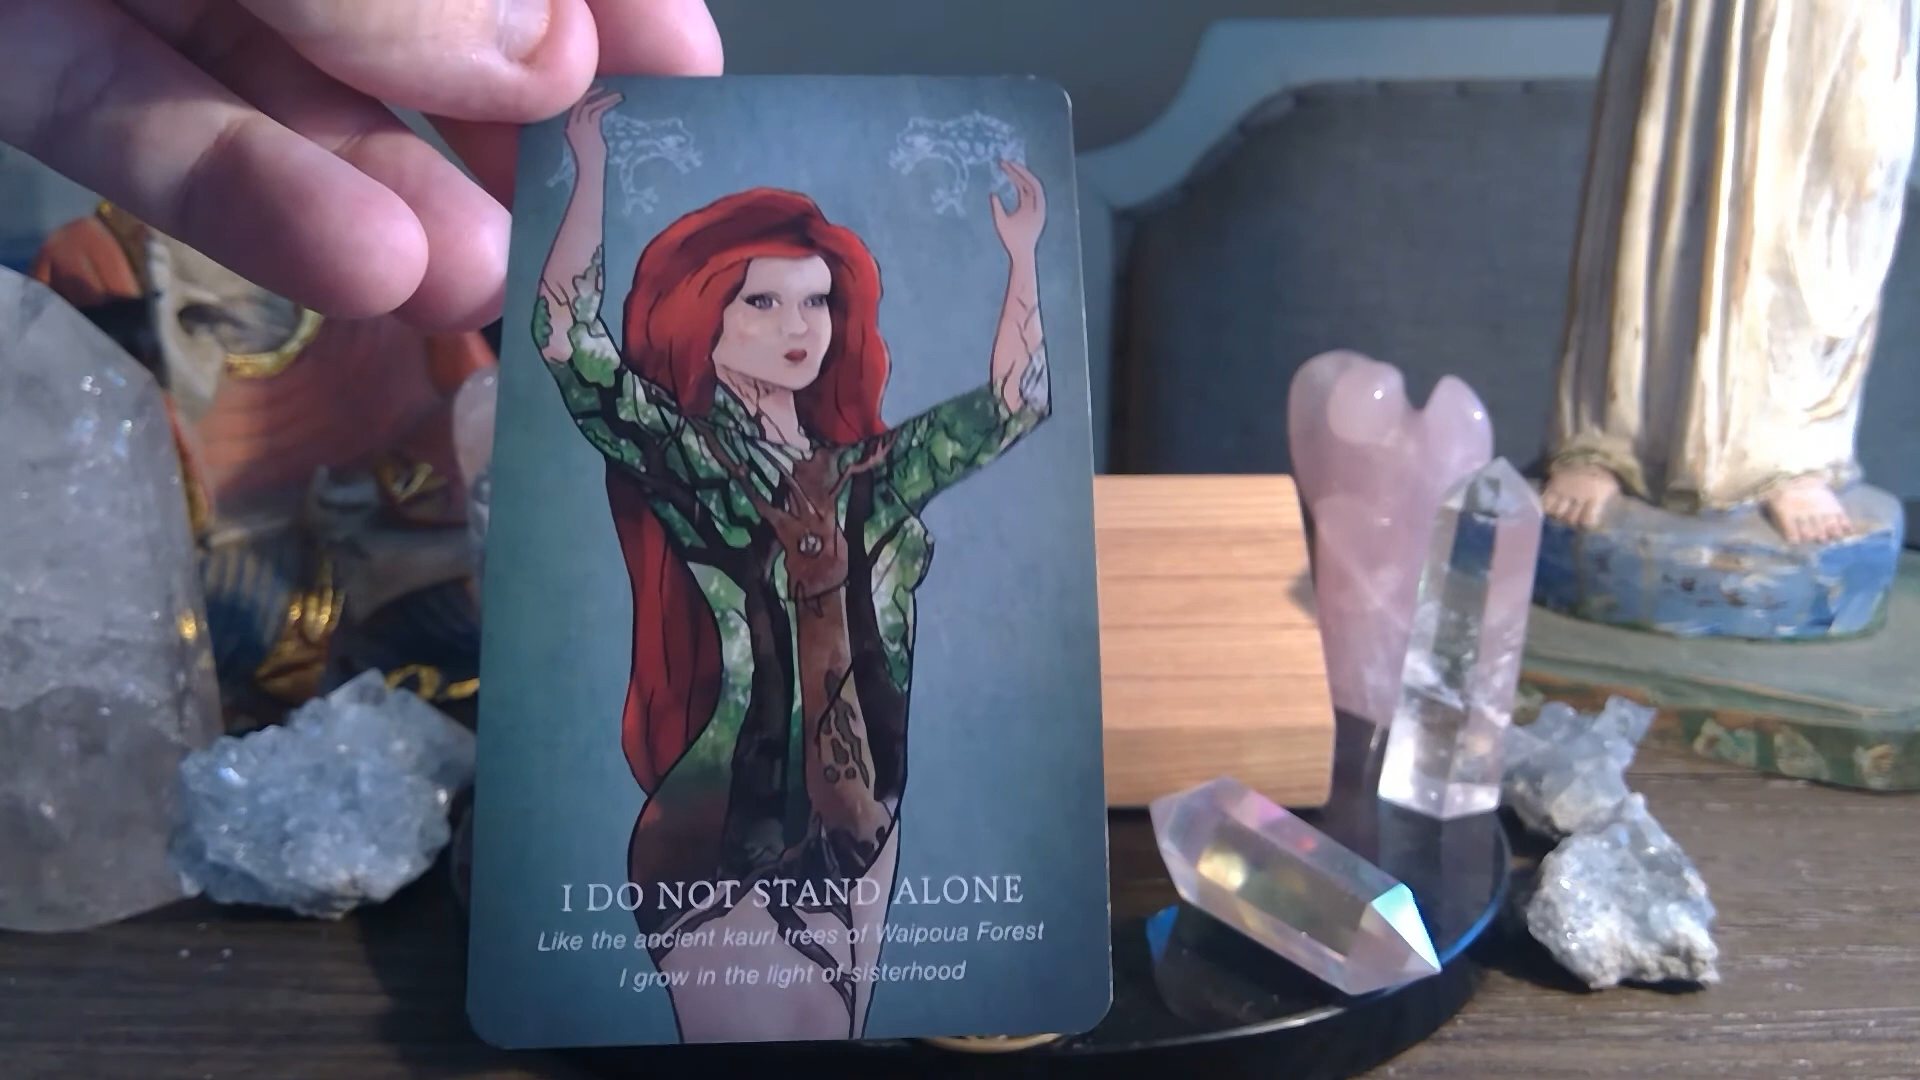 I DO NOT STAND ALONE
Like the ancient kauri trees of Waipoua Forest
I grow in the light of sisterhood